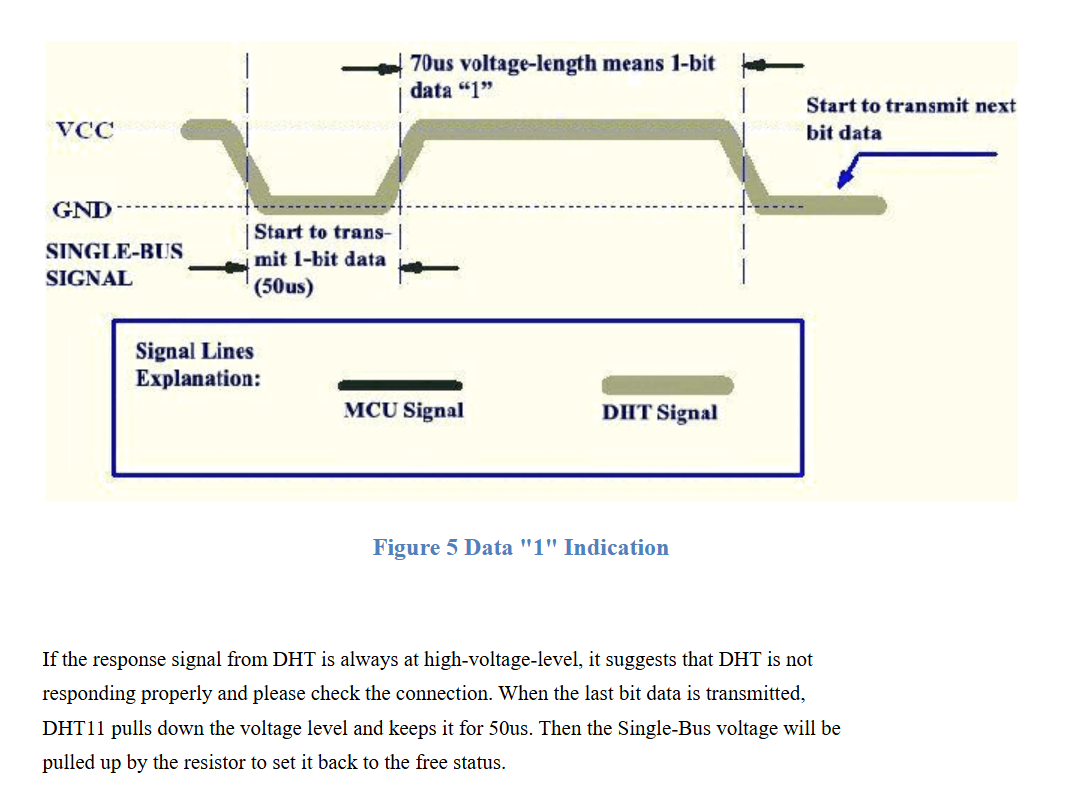 70us voltage-length means 1-bit
data “1”
Start to transmit next
bit data
VCC
GND
SINGLE-BUS
SIGNAL
Start to trans-
mit 1-bit data
(50us)
Signal Lines
Explanation:
MCU Signal
DHT Signal
Figure 5 Data "1" Indication
If the response signal from DHT is always at high-voltage-level, it suggests that DHT is not
responding properly and please check the connection. When the last bit data is transmitted,
DHT11 pulls down the voltage level and keeps it for 50us. Then the Single-Bus voltage will be
pulled up by the resistor to set it back to the free status.